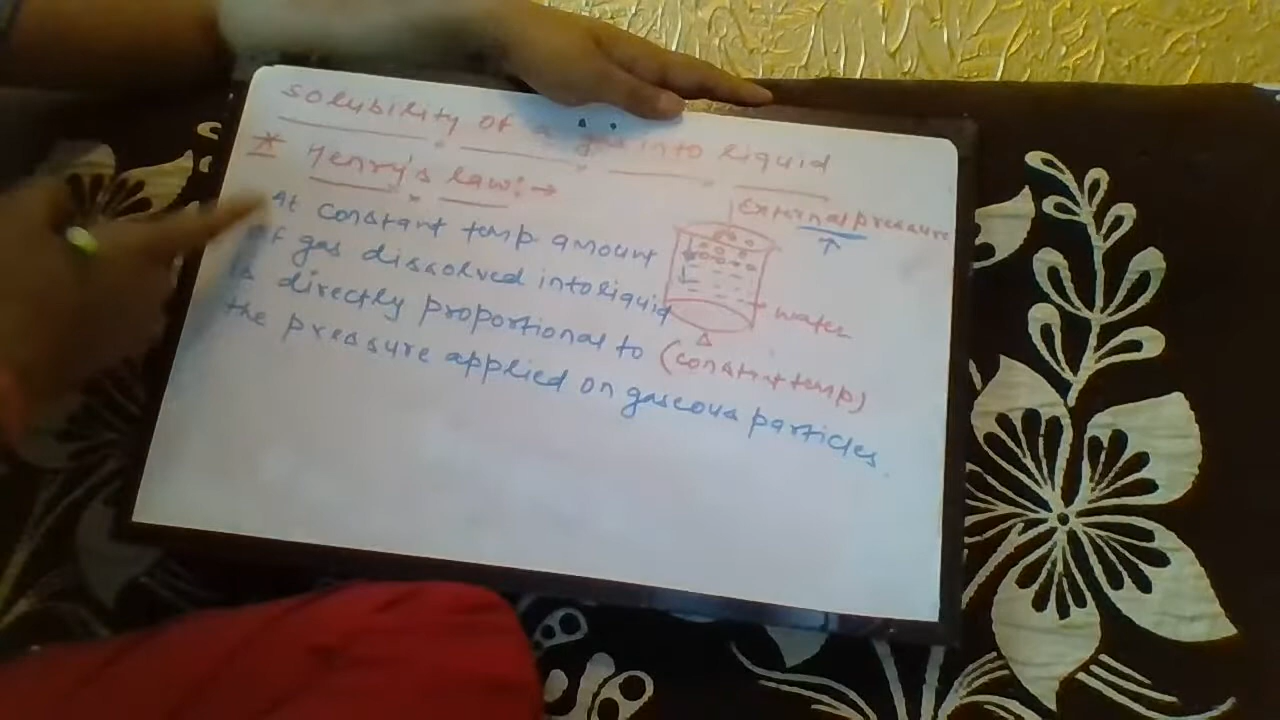 solubility of a gas into liquid
* Henry's law:→
At constant temp. amount
of gas dissolved into liquid
is directly proportional to
the pressure applied on gaseous particles.
External pressure
↑
water
Δ
(constant temp)